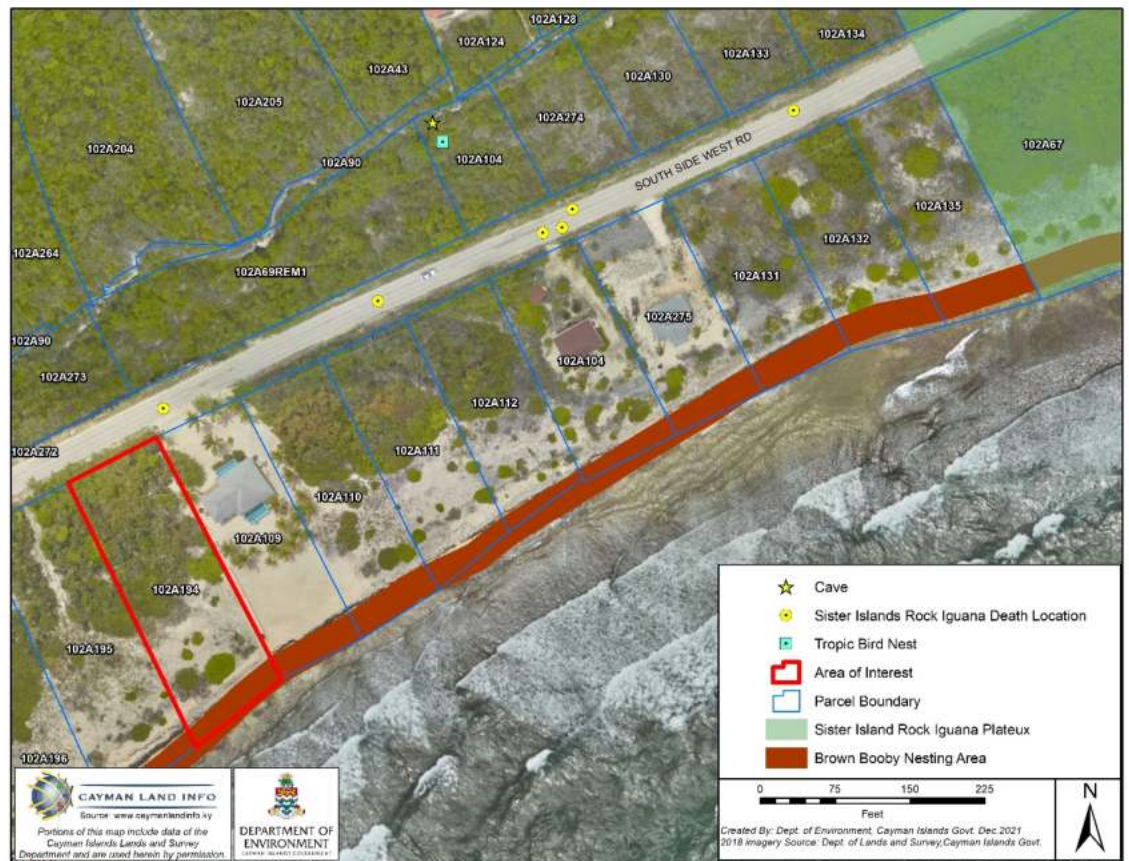 102A128
102A124
102A134
102A133
102A43
102A130
102A205
102A274
102A67
102A204
102A90
102A104
SOUTH SIDE WEST RD
102A135
102A264
102A132
102A69REM1
102A131
102A275
102A90
102A104
102A273
102A112
102A111
102A272
102A110
102A109
102A194
102A195
102A196
Cave
Sister Islands Rock Iguana Death Location
Tropic Bird Nest
Area of Interest
Parcel Boundary
Sister Island Rock Iguana Plateux
Brown Booby Nesting Area
0 75 150 225
Feet
N
Created By: Dept. of Environment, Cayman Islands Govt. Dec.2021
2018 imagery Source: Dept. of Lands and Survey,Cayman Islands Govt.
CAYMAN LAND INFO
Source: www.caymanlandinfo.ky
Portions of this map include data of the
Cayman Islands Lands and Survey
Department and are used herein by permission.
DEPARTMENT OF
ENVIRONMENT
CAYMAN ISLANDS GOVERNMENT